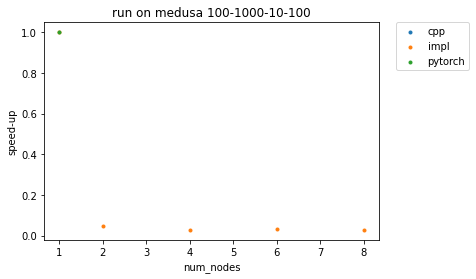 run on medusa 100-1000-10-100
cpp
impl
pytorch
speed-up
1.0
0.8
0.6
0.4
0.2
0.0
1 2 3 4 5 6 7 8
num_nodes